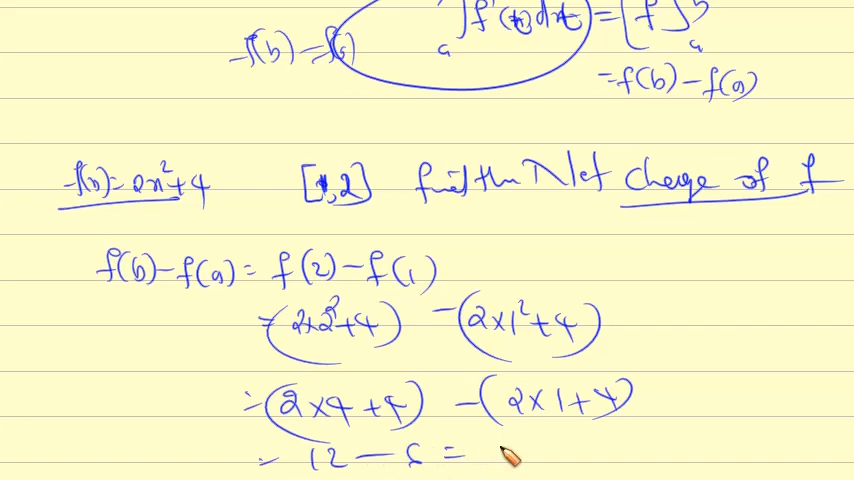 f(b) - f(a) ∫ₐ f'(x) dx = [f]ₐᵇ
= f(b) - f(a)
f(x) = 2x² + 4 [1, 2] find the Net change of f
f(b) - f(a) = f(2) - f(1)
= (2×2² + 4) - (2×1² + 4)
= (2×4 + 4) - (2×1 + 4)
= 12 - 6 =